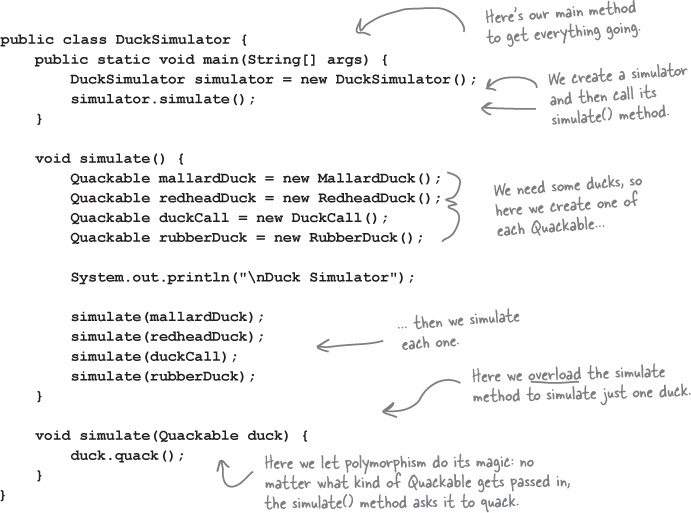 Here's our main method
to get everything going.
public class DuckSimulator {
public static void main(String[] args) {
DuckSimulator simulator = new DuckSimulator();
simulator.simulate();
}
We create a simulator
and then call its
simulate() method.
void simulate() {
Quackable mallardDuck = new MallardDuck();
Quackable redheadDuck = new RedheadDuck();
Quackable duckCall = new DuckCall();
Quackable rubberDuck = new RubberDuck();
We need some ducks, so
here we create one of
each Quackable...
System.out.println("\nDuck Simulator");
simulate(mallardDuck);
simulate(redheadDuck);
simulate(duckCall);
simulate(rubberDuck);
}
... then we simulate
each one.
Here we overload the simulate
method to simulate just one duck.
void simulate(Quackable duck) {
duck.quack();
}
}
Here we let polymorphism do its magic: no
matter what kind of Quackable gets passed in,
the simulate() method asks it to quack.